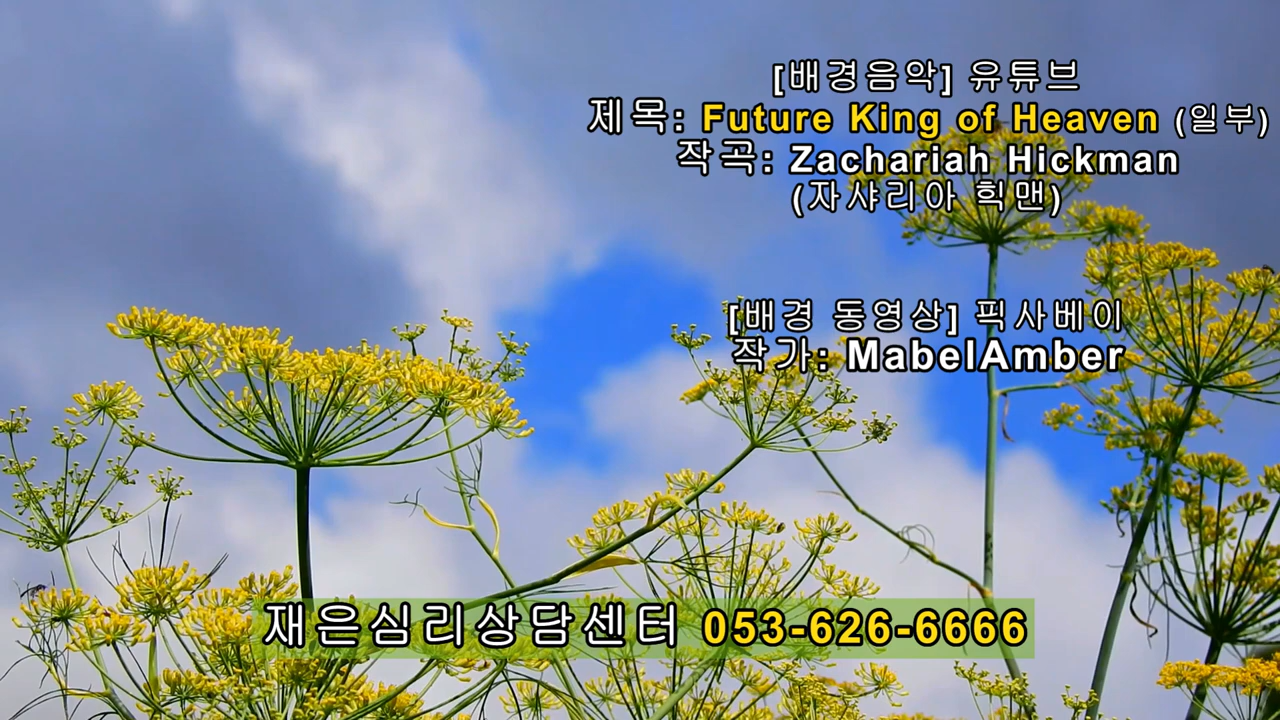 [배경음악] 유튜브
제목: Future King of Heaven (일부)
작곡: Zachariah Hickman
(자샤리아 힉맨)
[배경 동영상] 픽사베이
작가: MabelAmber
재은심리상담센터 053-626-6666